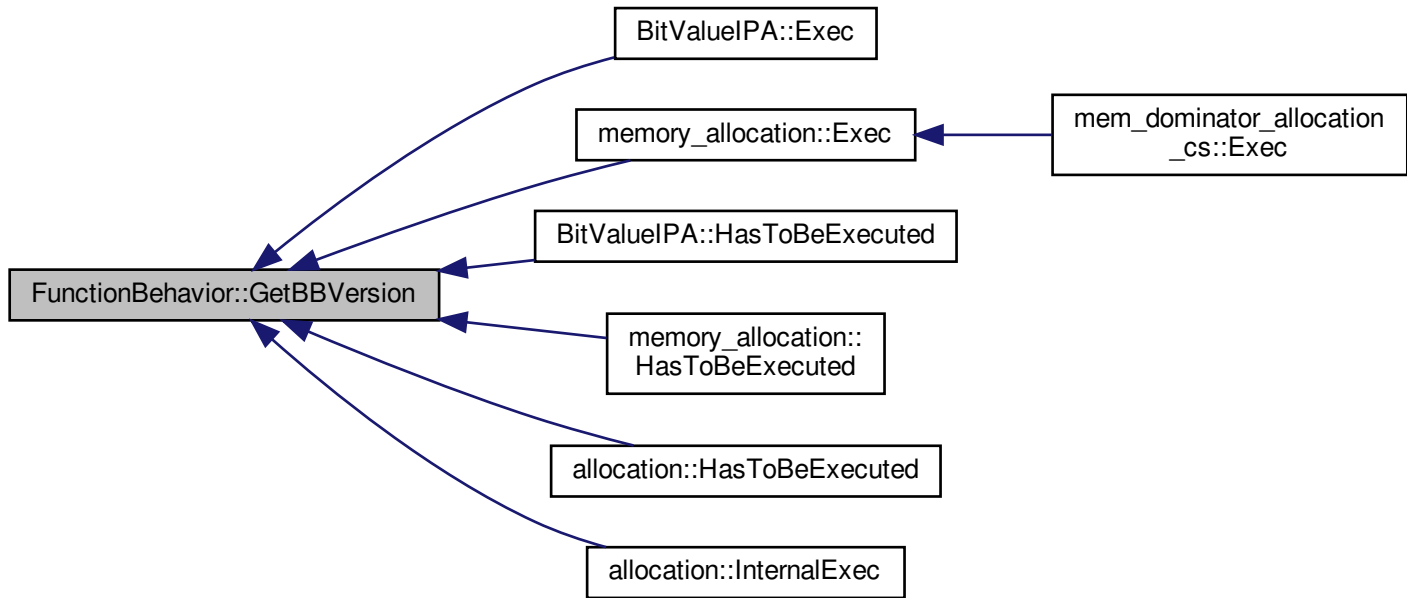 BitValueIPA::Exec
memory_allocation::Exec
mem_dominator_allocation
_cs::Exec
BitValueIPA::HasToBeExecuted
FunctionBehavior::GetBBVersion
memory_allocation::
HasToBeExecuted
allocation::HasToBeExecuted
allocation::InternalExec